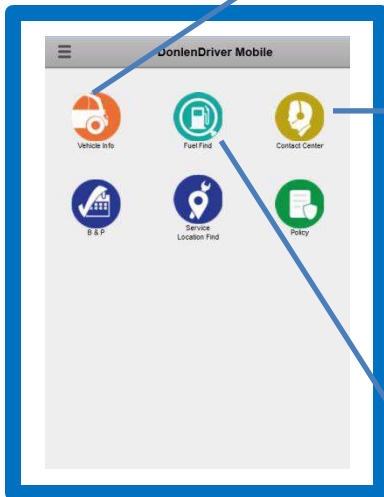 DonlenDriver Mobile
Vehicle Info
Fuel Find
Contact Center
B & P
Service
Location Find
Policy